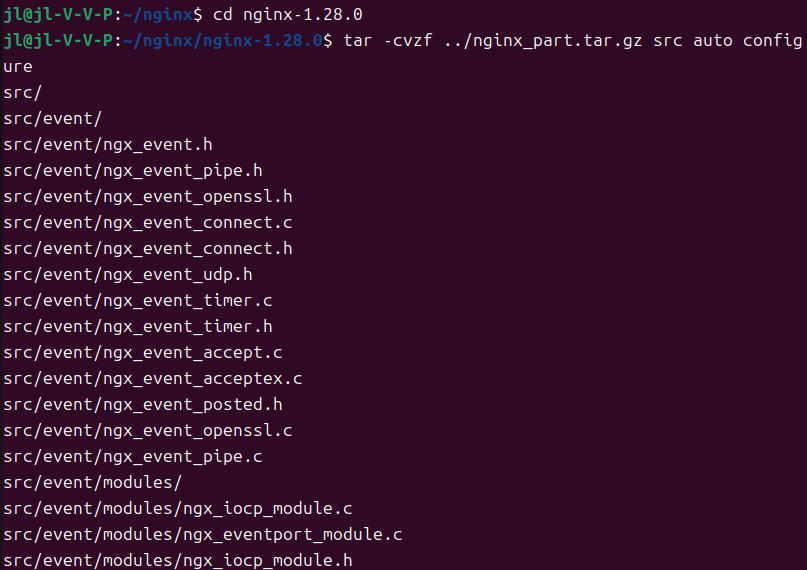 jl@jl-V-V-P:~/nginx$ cd nginx-1.28.0
jl@jl-V-V-P:~/nginx/nginx-1.28.0$ tar -cvzf ../nginx_part.tar.gz src auto config
ure
src/
src/event/
src/event/ngx_event.h
src/event/ngx_event_pipe.h
src/event/ngx_event_openssl.h
src/event/ngx_event_connect.c
src/event/ngx_event_connect.h
src/event/ngx_event_udp.h
src/event/ngx_event_timer.c
src/event/ngx_event_timer.h
src/event/ngx_event_accept.c
src/event/ngx_event_acceptex.c
src/event/ngx_event_posted.h
src/event/ngx_event_openssl.c
src/event/ngx_event_pipe.c
src/event/modules/
src/event/modules/ngx_iocp_module.c
src/event/modules/ngx_eventport_module.c
src/event/modules/ngx_iocp_module.h